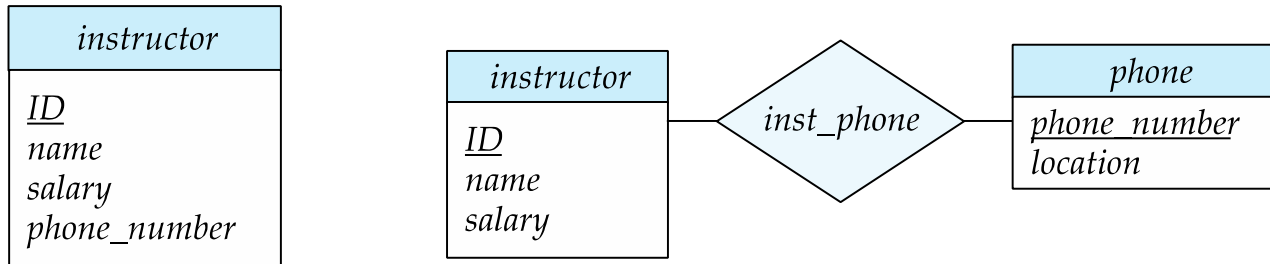 instructor
ID
name
salary
phone_number
instructor
ID
name
salary
inst_phone
phone
phone_number
location